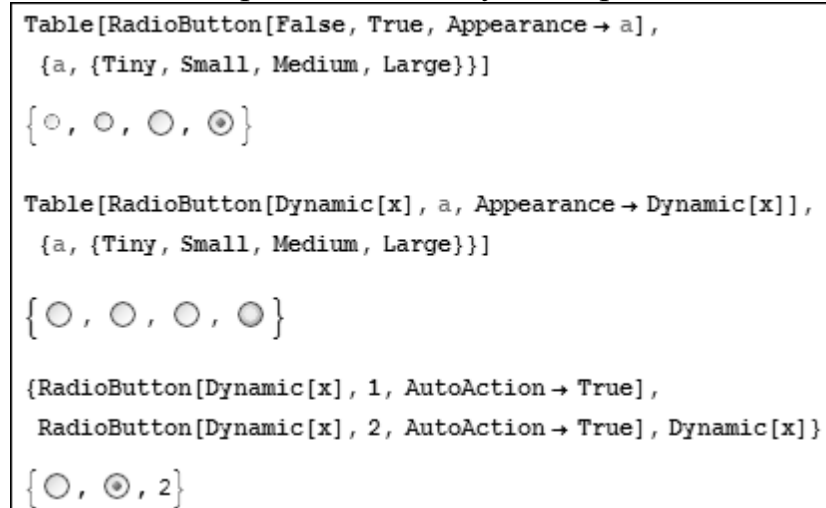 Table[RadioButton[False, True, Appearance → a],
{a, {Tiny, Small, Medium, Large}}]
{○, ○, ○, ◉}
Table[RadioButton[Dynamic[x], a, Appearance → Dynamic[x]],
{a, {Tiny, Small, Medium, Large}}]
{○, ○, ○, ○}
{RadioButton[Dynamic[x], 1, AutoAction → True],
RadioButton[Dynamic[x], 2, AutoAction → True], Dynamic[x]}
{○, ◉, 2}